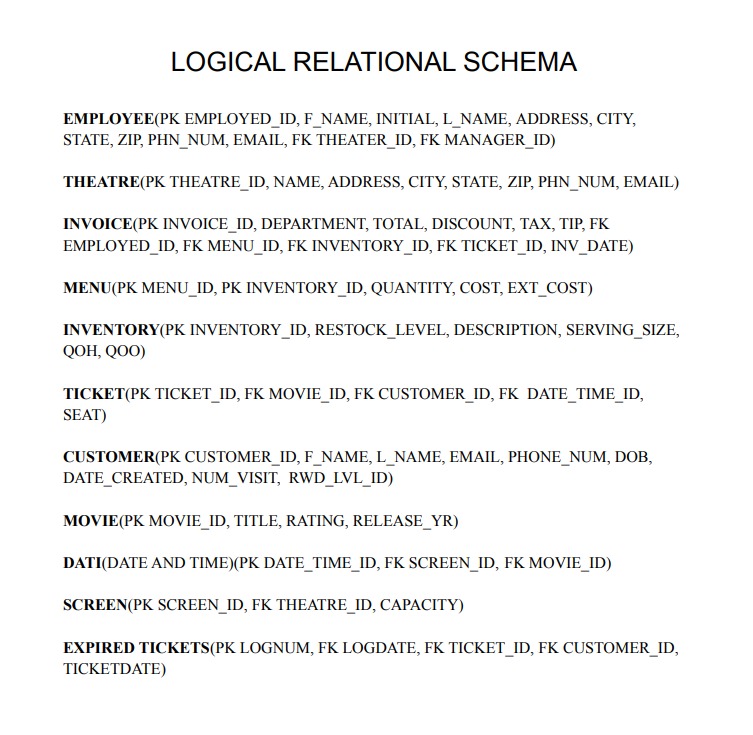 LOGICAL RELATIONAL SCHEMA
EMPLOYEE(PK EMPLOYED_ID, F_NAME, INITIAL, L_NAME, ADDRESS, CITY,
STATE, ZIP, PHN_NUM, EMAIL, FK THEATER_ID, FK MANAGER_ID)
THEATRE(PK THEATRE_ID, NAME, ADDRESS, CITY, STATE, ZIP, PHN_NUM, EMAIL)
INVOICE(PK INVOICE_ID, DEPARTMENT, TOTAL, DISCOUNT, TAX, TIP, FK
EMPLOYED_ID, FK MENU_ID, FK INVENTORY_ID, FK TICKET_ID, INV_DATE)
MENU(PK MENU_ID, PK INVENTORY_ID, QUANTITY, COST, EXT_COST)
INVENTORY(PK INVENTORY_ID, RESTOCK_LEVEL, DESCRIPTION, SERVING_SIZE,
QOH, QOO)
TICKET(PK TICKET_ID, FK MOVIE_ID, FK CUSTOMER_ID, FK  DATE_TIME_ID,
SEAT)
CUSTOMER(PK CUSTOMER_ID, F_NAME, L_NAME, EMAIL, PHONE_NUM, DOB,
DATE_CREATED, NUM_VISIT,  RWD_LVL_ID)
MOVIE(PK MOVIE_ID, TITLE, RATING, RELEASE_YR)
DATI(DATE AND TIME)(PK DATE_TIME_ID, FK SCREEN_ID, FK MOVIE_ID)
SCREEN(PK SCREEN_ID, FK THEATRE_ID, CAPACITY)
EXPIRED TICKETS(PK LOGNUM, FK LOGDATE, FK TICKET_ID, FK CUSTOMER_ID,
TICKETDATE)